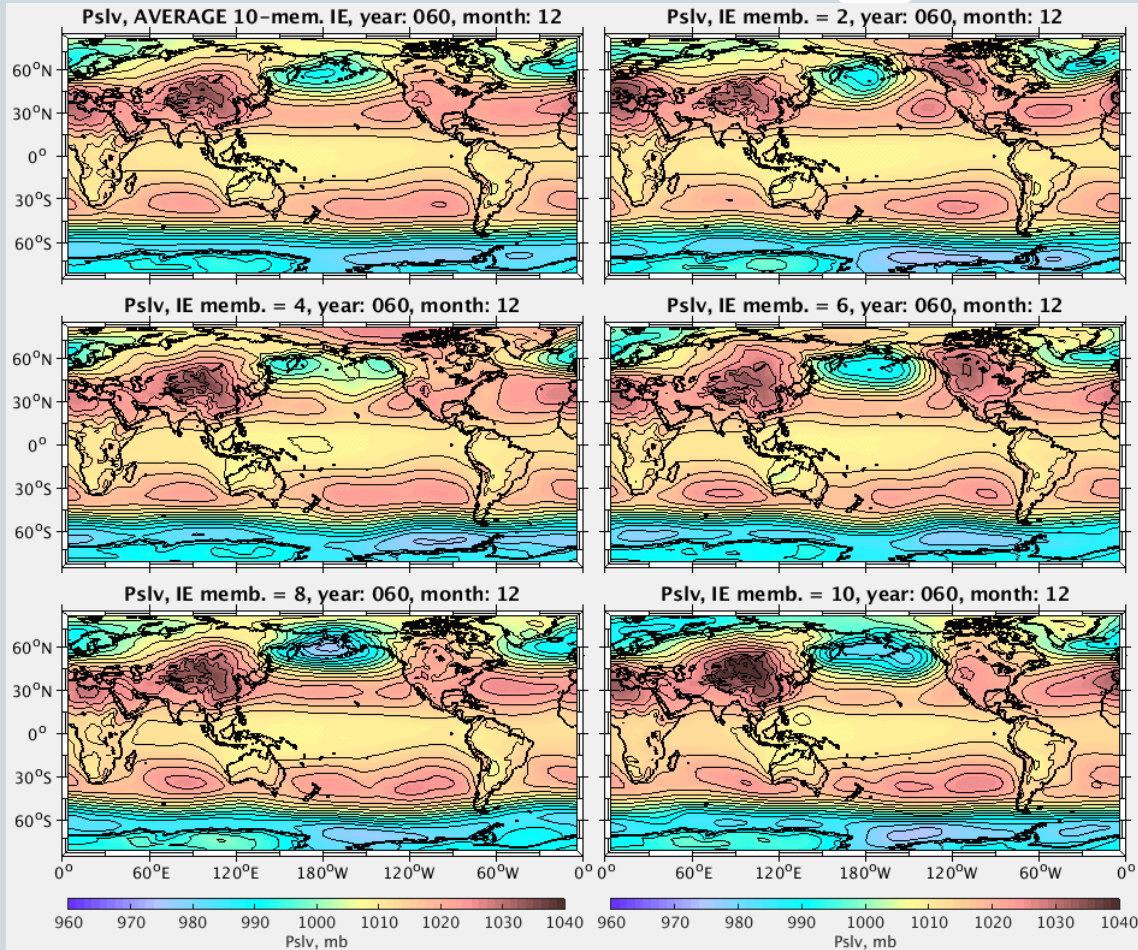 Pslv, AVERAGE 10-mem. IE, year: 060, month: 12
Pslv, IE memb. = 2, year: 060, month: 12
60°N
30°N
0°
30°S
60°S
Pslv, IE memb. = 4, year: 060, month: 12
Pslv, IE memb. = 6, year: 060, month: 12
60°N
30°N
0°
30°S
60°S
Pslv, IE memb. = 8, year: 060, month: 12
Pslv, IE memb. = 10, year: 060, month: 12
60°N
30°N
0°
30°S
60°S
0° 60°E 120°E 180°W 120°W 60°W 0° 60°E 120°E 180°W 120°W 60°W 0°
960 970 980 990 1000 1010 1020 1030 1040 960 970 980 990 1000 1010 1020 1030 1040
Pslv, mb Pslv, mb